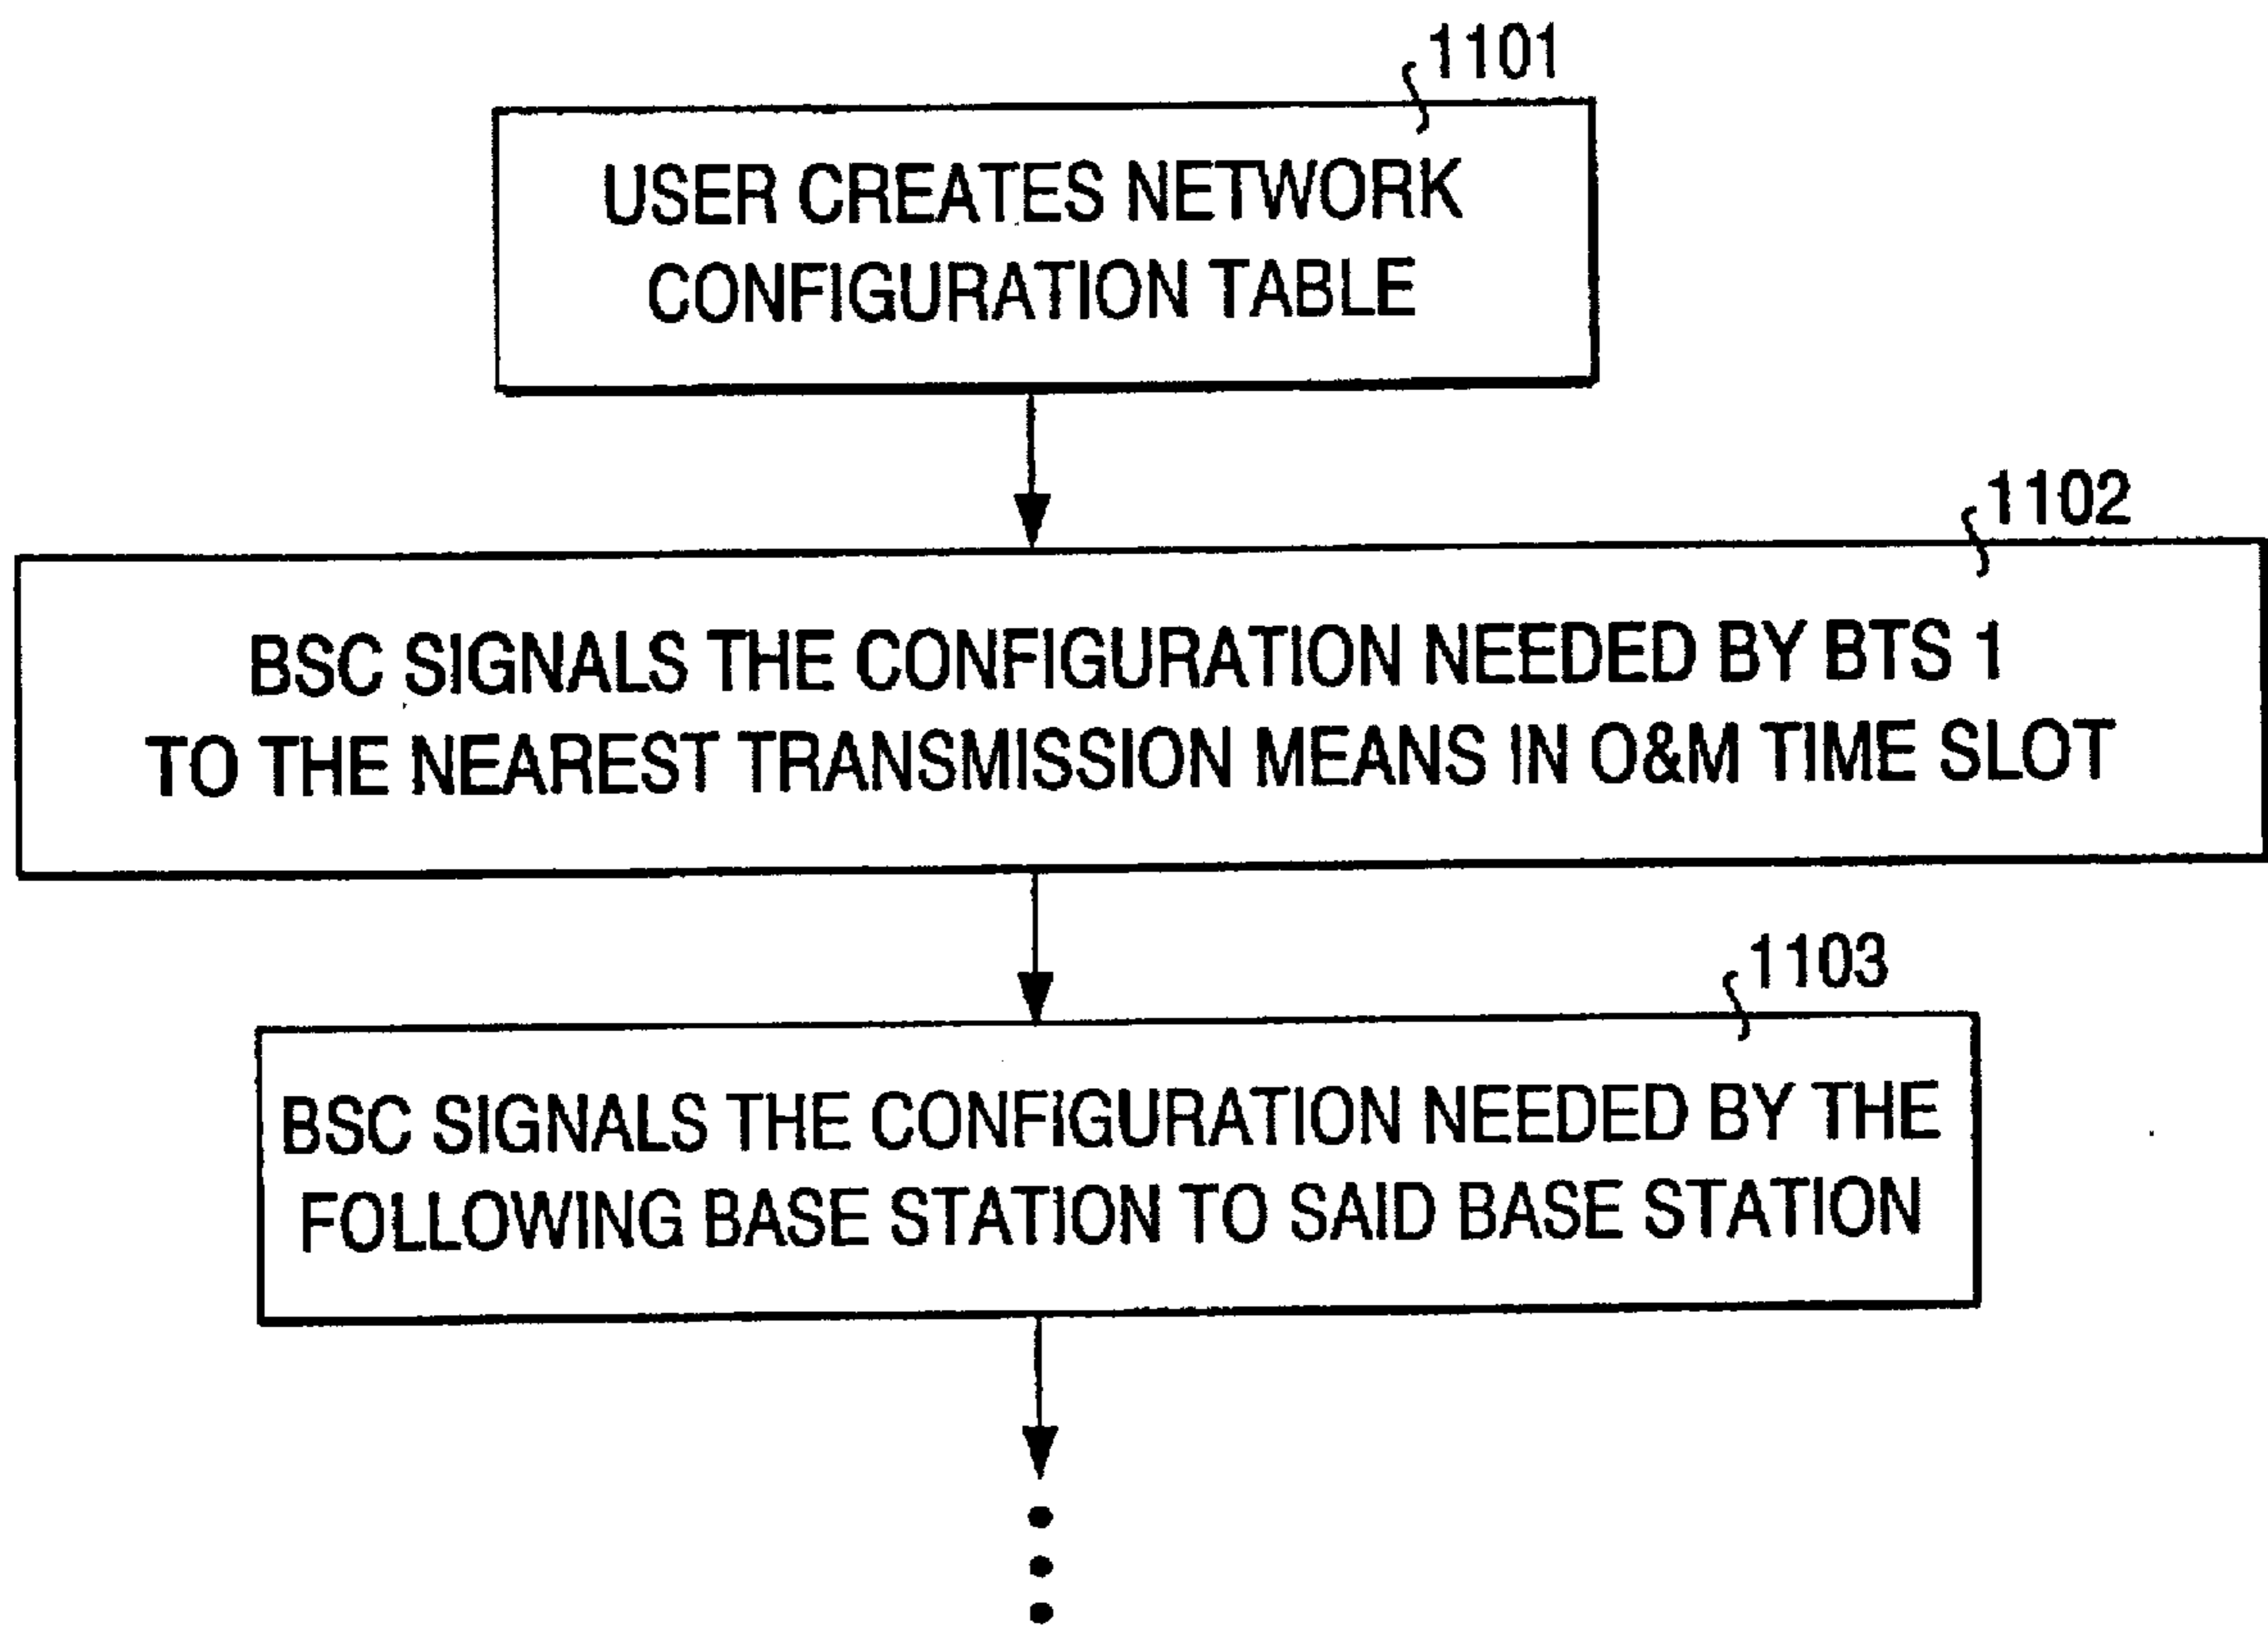 1101
USER CREATES NETWORK
CONFIGURATION TABLE
1102
BSC SIGNALS THE CONFIGURATION NEEDED BY BTS 1
TO THE NEAREST TRANSMISSION MEANS IN O&M TIME SLOT
1103
BSC SIGNALS THE CONFIGURATION NEEDED BY THE
FOLLOWING BASE STATION TO SAID BASE STATION